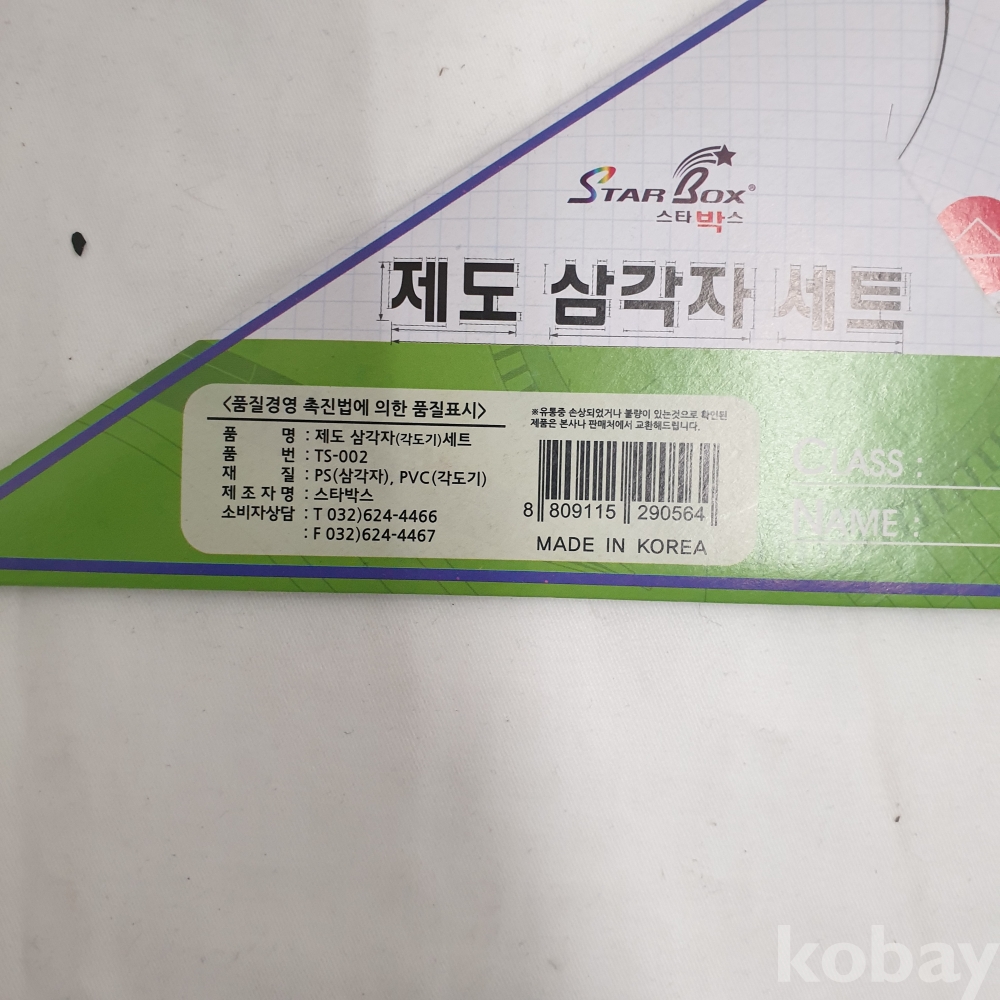 STAR BOX®
스타박스
제도 삼각자 세트
<품질경영 촉진법에 의한 품질표시>
품 명 : 제도 삼각자(각도기)세트
품 번 : TS-002
재 질 : PS(삼각자), PVC(각도기)
제 조 자 명 : 스타박스
소비자상담 : T 032)624-4466
: F 032)624-4467
※유통중 손상되었거나 불량이 있는것으로 확인된
제품은 본사나 판매처에서 교환해드립니다.
8 809115 290564
MADE IN KOREA
CLASS :
NAME :
kobay